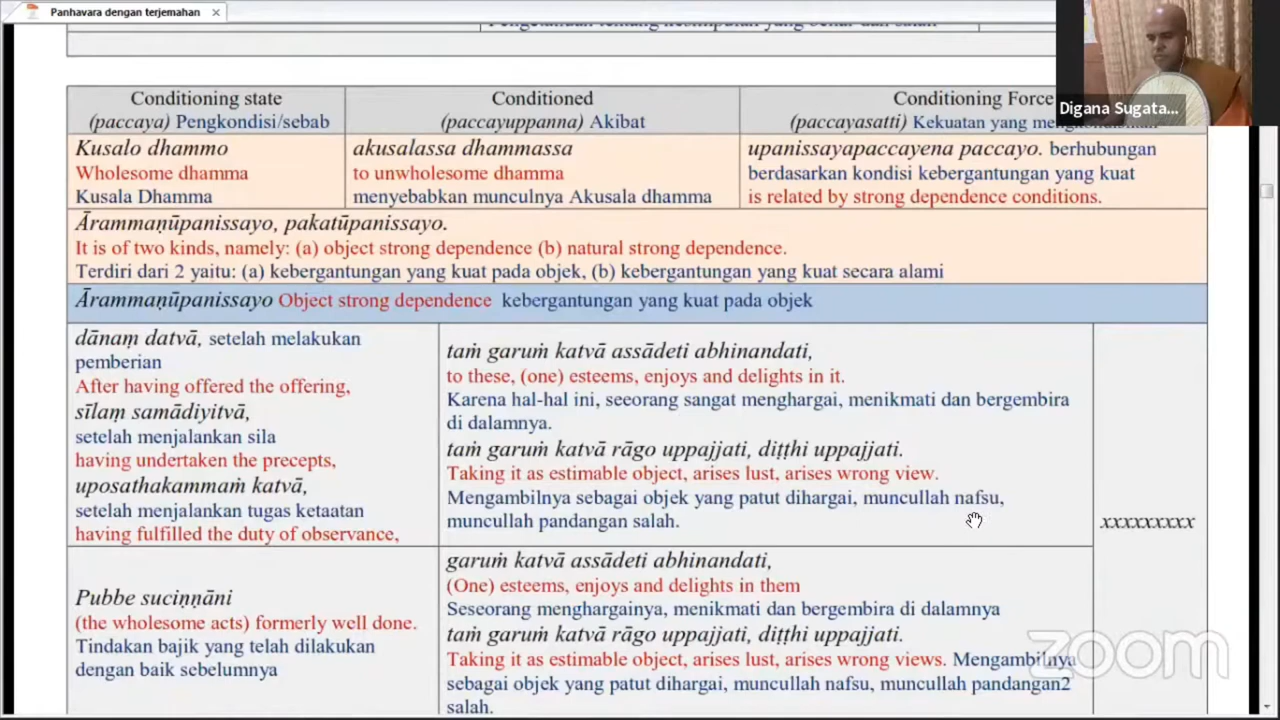 Panhavara dengan terjemahan
Pengetahuan tentang kesimpulan yang benar dan salah
Digana Sugata...
Conditioning state
(paccaya) Pengkondisi/sebab
Conditioned
(paccayuppanna) Akibat
Conditioning Force
(paccayasatti) Kekuatan yang
Kusalo dhammo
Wholesome dhamma
Kusala Dhamma
akusalassa dhammassa
to unwholesome dhamma
menyebabkan munculnya Akusala dhamma
upanissayapaccayena paccayo. berhubungan
berdasarkan kondisi kebergantungan yang kuat
is related by strong dependence conditions.
Ārammaṇūpanissayo, pakatūpanissayo.
It is of two kinds, namely: (a) object strong dependence (b) natural strong dependence.
Terdiri dari 2 yaitu: (a) kebergantungan yang kuat pada objek, (b) kebergantungan yang kuat secara alami
Ārammaṇūpanissayo Object strong dependence kebergantungan yang kuat pada objek
dānaṃ datvā, setelah melakukan
pemberian
After having offered the offering,
sīlaṃ samādiyitvā,
setelah menjalankan sila
having undertaken the precepts,
uposathakammaṁ katvā,
setelah menjalankan tugas ketaatan
having fulfilled the duty of observance,
taṁ garuṁ katvā assādeti abhinandati,
to these, (one) esteems, enjoys and delights in it.
Karena hal-hal ini, seeorang sangat menghargai, menikmati dan bergembira
di dalamnya.
taṁ garuṁ katvā rāgo uppajjati, diṭṭhi uppajjati.
Taking it as estimable object, arises lust, arises wrong view.
Mengambilnya sebagai objek yang patut dihargai, muncullah nafsu,
muncullah pandangan salah.
xxxxxxxxx
Pubbe suciṇṇāni
(the wholesome acts) formerly well done.
Tindakan bajik yang telah dilakukan
dengan baik sebelumnya
garuṁ katvā assādeti abhinandati,
(One) esteems, enjoys and delights in them
Seseorang menghargainya, menikmati dan bergembira di dalamnya
taṁ garuṁ katvā rāgo uppajjati, diṭṭhi uppajjati.
Taking it as estimable object, arises lust, arises wrong views. Mengambilnya
sebagai objek yang patut dihargai, muncullah nafsu, muncullah pandangan2
salah.
zoom